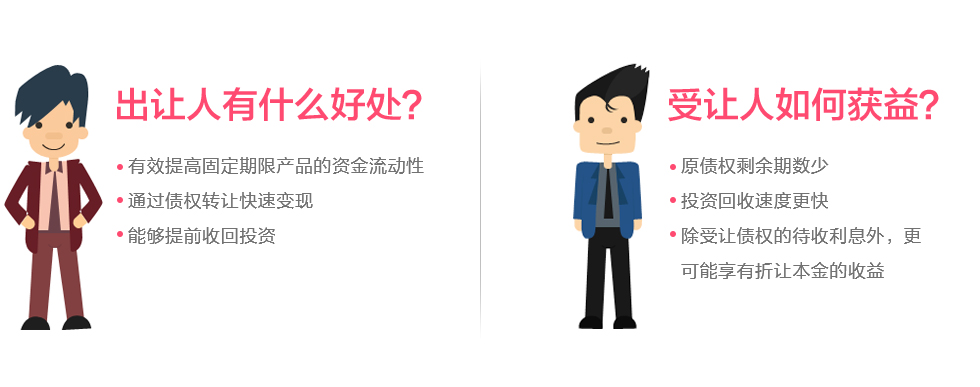 出让人有什么好处?
有效提高固定期限产品的资金流动性
通过债权转让快速变现
能够提前收回投资
受让人如何获益?
原债权剩余期数少
投资回收速度更快
除受让债权的待收利息外，更
可能享有折让本金的收益